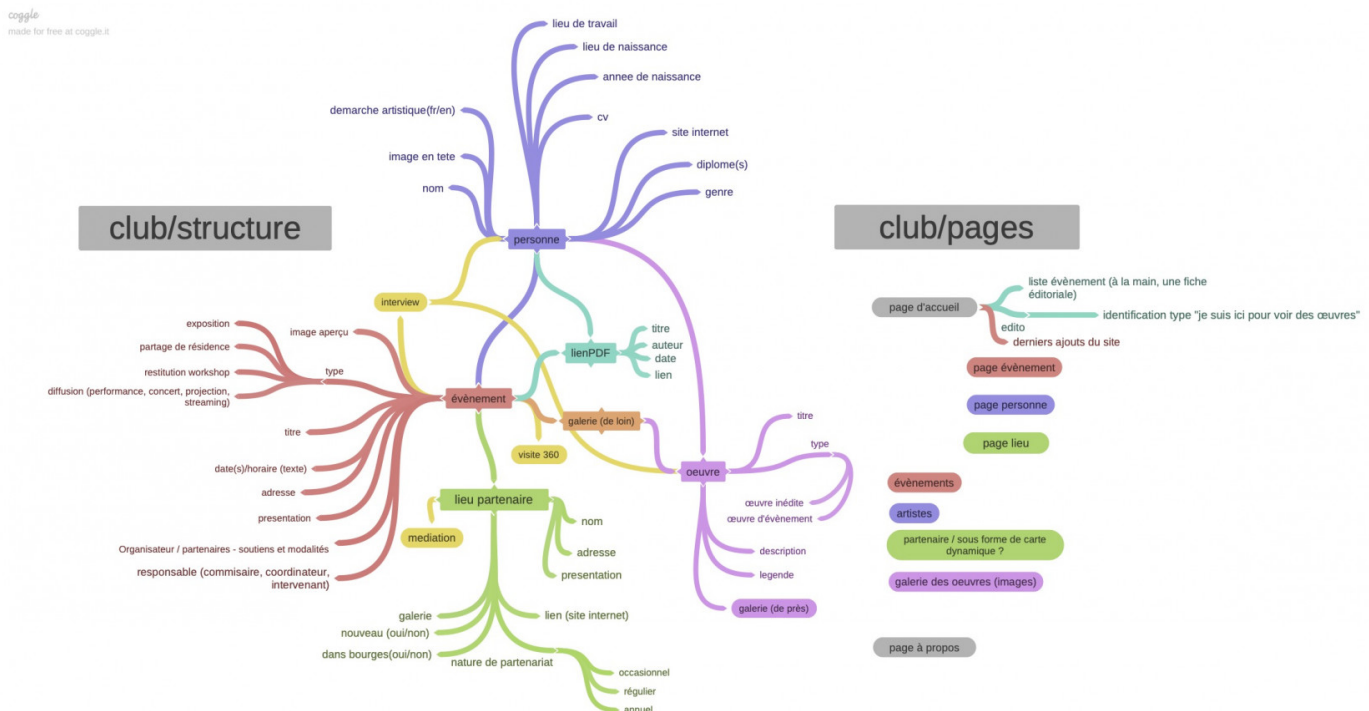 coggle
made for free at coggle.it
lieu de travail
lieu de naissance
annee de naissance
cv
demarche artistique(fr/en)
image en tete
nom
site internet
diplome(s)
genre
club/structure
club/pages
personne
interview
exposition
partage de résidence
restitution workshop
diffusion (performance, concert, projection,
streaming)
type
image aperçu
titre
date(s)/horaire (texte)
adresse
presentation
Organisateur / partenaires - soutiens et modalités
responsable (commisaire, coordinateur,
intervenant)
évènement
lienPDF
titre
auteur
date
lien
galerie (de loin)
visite 360
oeuvre
titre
type
œuvre inédite
œuvre d'évènement
description
legende
galerie (de près)
lieu partenaire
mediation
nom
adresse
presentation
galerie
nouveau (oui/non)
dans bourges(oui/non)
lien (site internet)
nature de partenariat
occasionnel
régulier
annuel
page d'accueil
liste évènement (à la main, une fiche
éditoriale)
identification type "je suis ici pour voir des œuvres"
edito
derniers ajouts du site
page évènement
page personne
page lieu
évènements
artistes
partenaire / sous forme de carte
dynamique ?
galerie des oeuvres (images)
page à propos